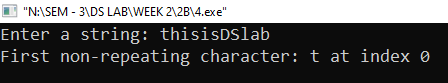 "N:\SEM - 3\DS LAB\WEEK 2\2B\4.exe"
Enter a string: thisisDSlab
First non-repeating character: t at index 0